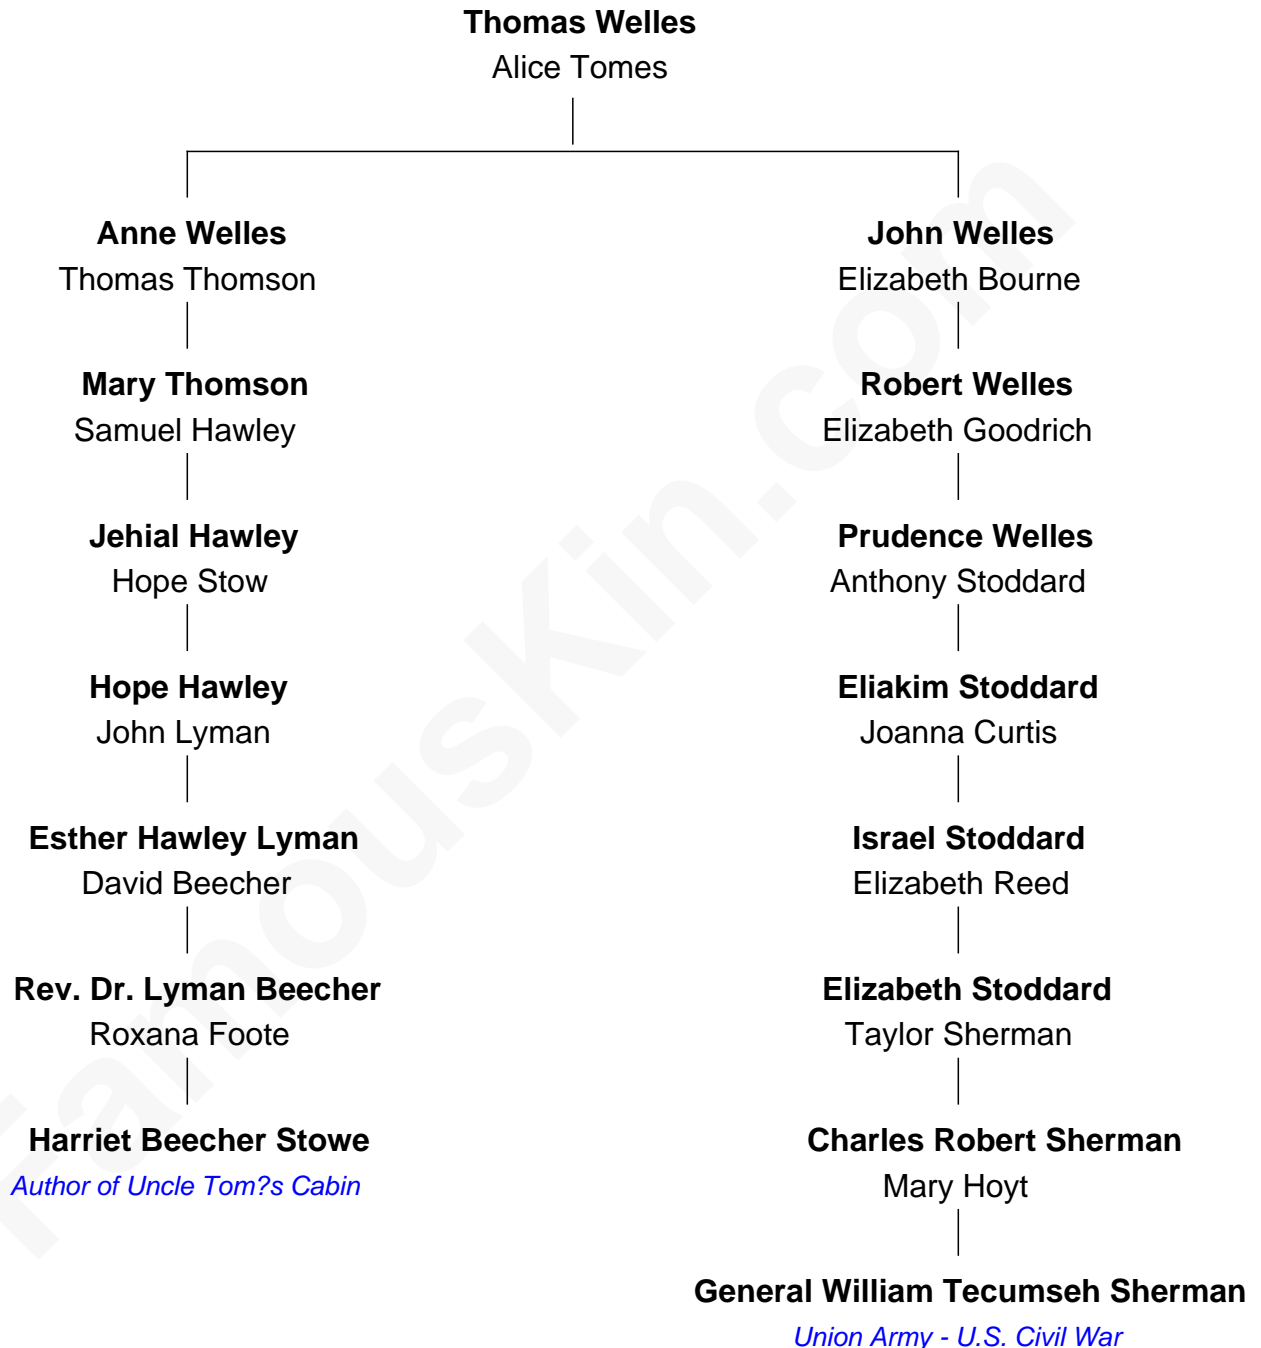 Thomas Welles
Alice Tomes
Anne Welles
Thomas Thomson
Mary Thomson
Samuel Hawley
Jehial Hawley
Hope Stow
Hope Hawley
John Lyman
Esther Hawley Lyman
David Beecher
Rev. Dr. Lyman Beecher
Roxana Foote
Harriet Beecher Stowe
Author of Uncle Tom?s Cabin
John Welles
Elizabeth Bourne
Robert Welles
Elizabeth Goodrich
Prudence Welles
Anthony Stoddard
Eliakim Stoddard
Joanna Curtis
Israel Stoddard
Elizabeth Reed
Elizabeth Stoddard
Taylor Sherman
Charles Robert Sherman
Mary Hoyt
General William Tecumseh Sherman
Union Army - U.S. Civil War
FamousKin.com